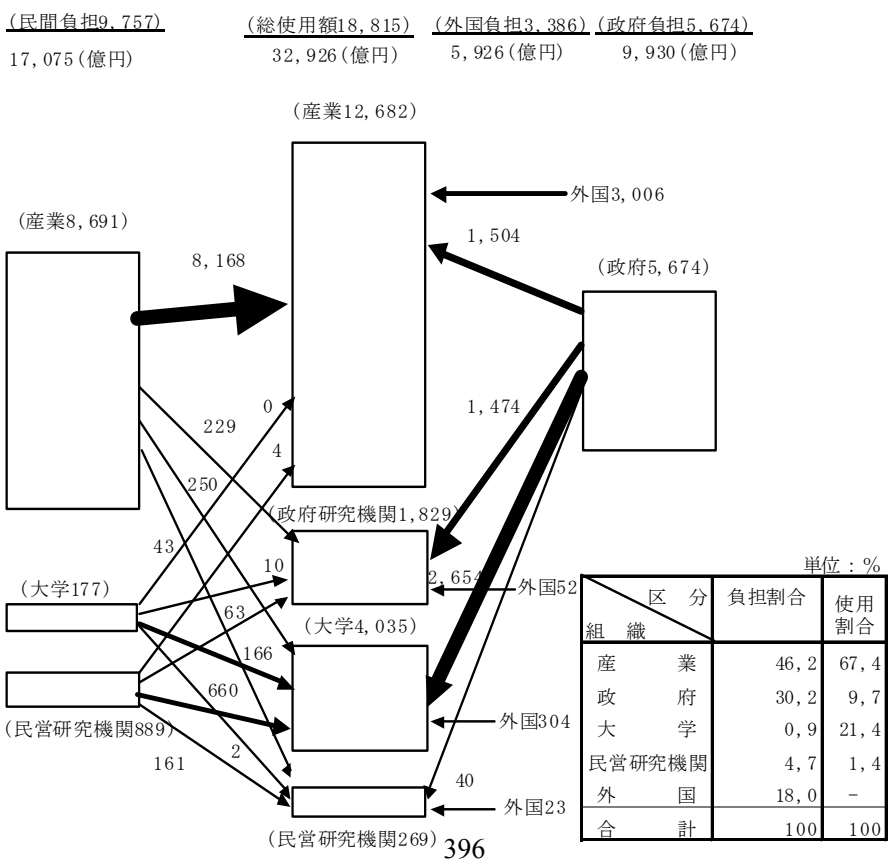 (民間負担9,757) (総使用額18,815) (外国負担3,386) (政府負担5,674)
17,075(億円) 32,926(億円) 5,926(億円) 9,930(億円)
(産業12,682)
外国3,006
(産業8,691)
1,504
8,168
(政府5,674)
0
1,474
229
4
250
(政府研究機関1,829)
43
10
2,654
外国52
(大学177)
63
(大学4,035)
166
660
外国304
(民営研究機関889)
2
161
40
外国23
(民営研究機関269)
396
単位:%
区 分 負担割合 使用
割合
組 織
産 業 46,2 67,4
政 府 30,2 9,7
大 学 0,9 21,4
民営研究機関 4,7 1,4
外 国 18,0 -
合 計 100 100